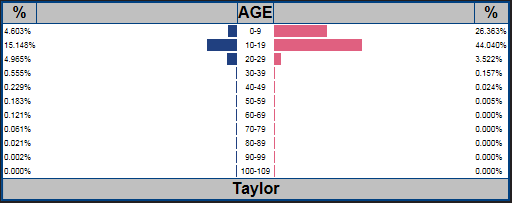 % AGE %
4.603% 0-9 26.363%
15.148% 10-19 44.040%
4.965% 20-29 3.522%
0.555% 30-39 0.157%
0.229% 40-49 0.024%
0.183% 50-59 0.005%
0.121% 60-69 0.000%
0.061% 70-79 0.000%
0.021% 80-89 0.000%
0.002% 90-99 0.000%
0.000% 100-109 0.000%
Taylor